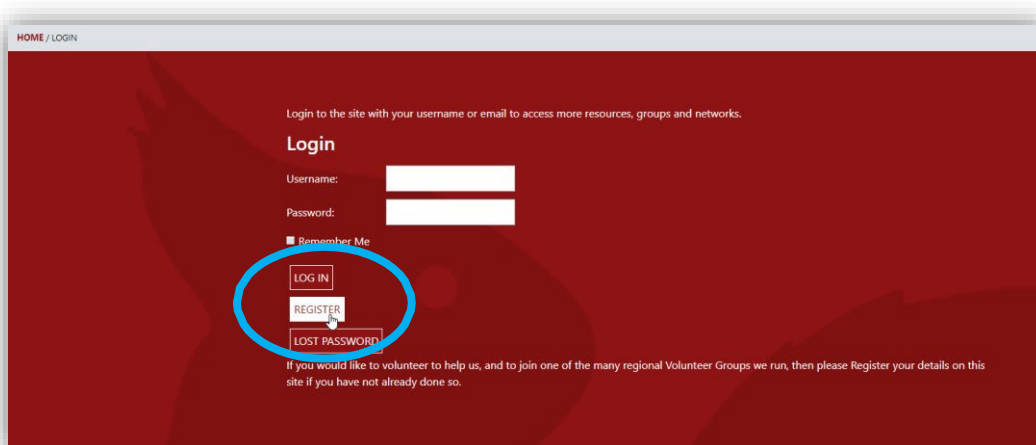 HOME / LOGIN
Login to the site with your username or email to access more resources, groups and networks.
Login
Username:
Password:
Remember Me
LOG IN
REGISTER
LOST PASSWORD
If you would like to volunteer to help us, and to join one of the many regional Volunteer Groups we run, then please Register your details on this
site if you have not already done so.